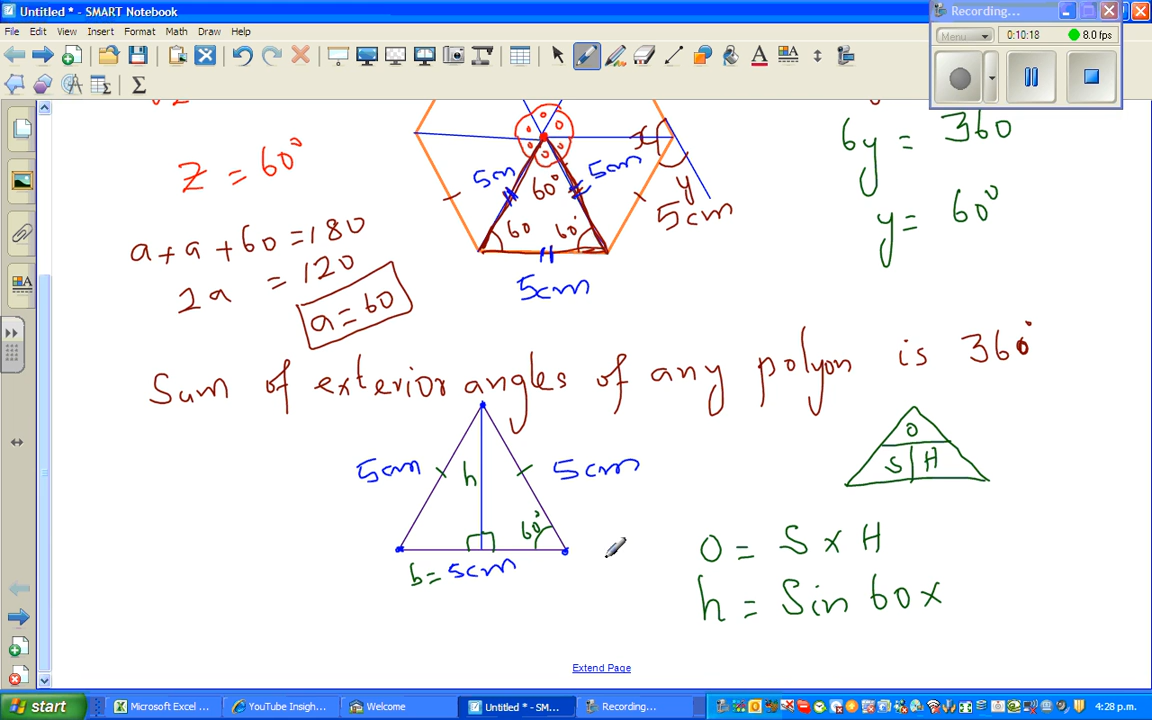 Untitled * - SMART Notebook
Recording...
File Edit View Insert Format Math Draw Help
Menu
0:10:18
8.0 fps
6y = 360
Z = 60°
x
y
5cm
5cm
60°
60
60°
5cm
y = 60°
a + a + 60 = 180
5cm
2a = 120
a = 60
Sum of exterior angles of any polyon is 360°
O
S H
5cm
h
5cm
60°
b = 5cm
O = S x H
h = Sin 60 x
Extend Page
start
Microsoft Excel ...
YouTube Insigh...
Welcome
Untitled * - SM...
Recording...
4:28 p.m.